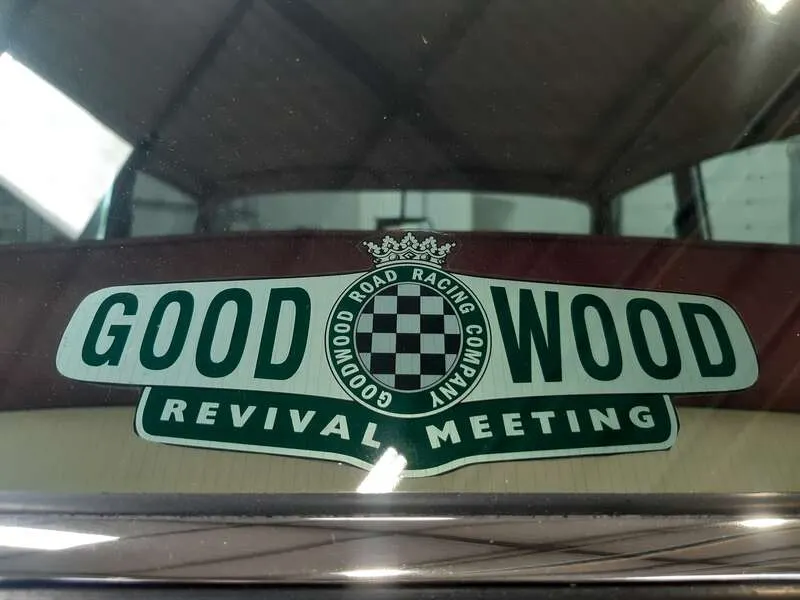 GOODWOOD ROAD RACING COMPANY
GOOD WOOD
REVIVAL MEETING